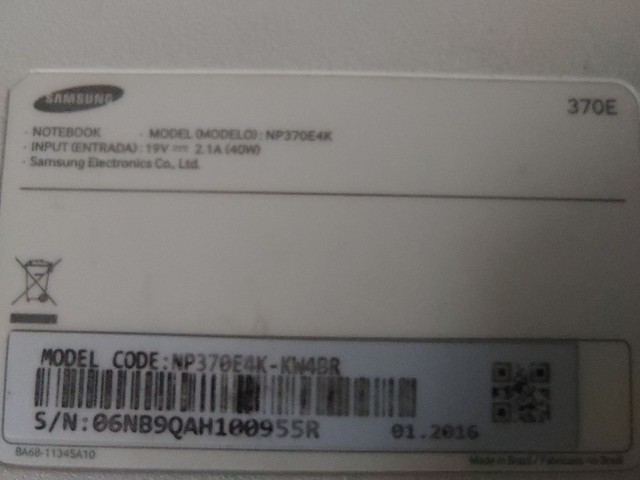 SAMSUNG
370E
· NOTEBOOK · MODEL (MODELO): NP370E4K
· INPUT (ENTRADA): 19V ⎓ 2.1A (40W)
· Samsung Electronics Co., Ltd.
MODEL CODE:NP370E4K-KW4BR
S/N:06NB9QAH100955R
01.2016
BA68-11345A10
Made in Brazil / Fabricado no Brasil